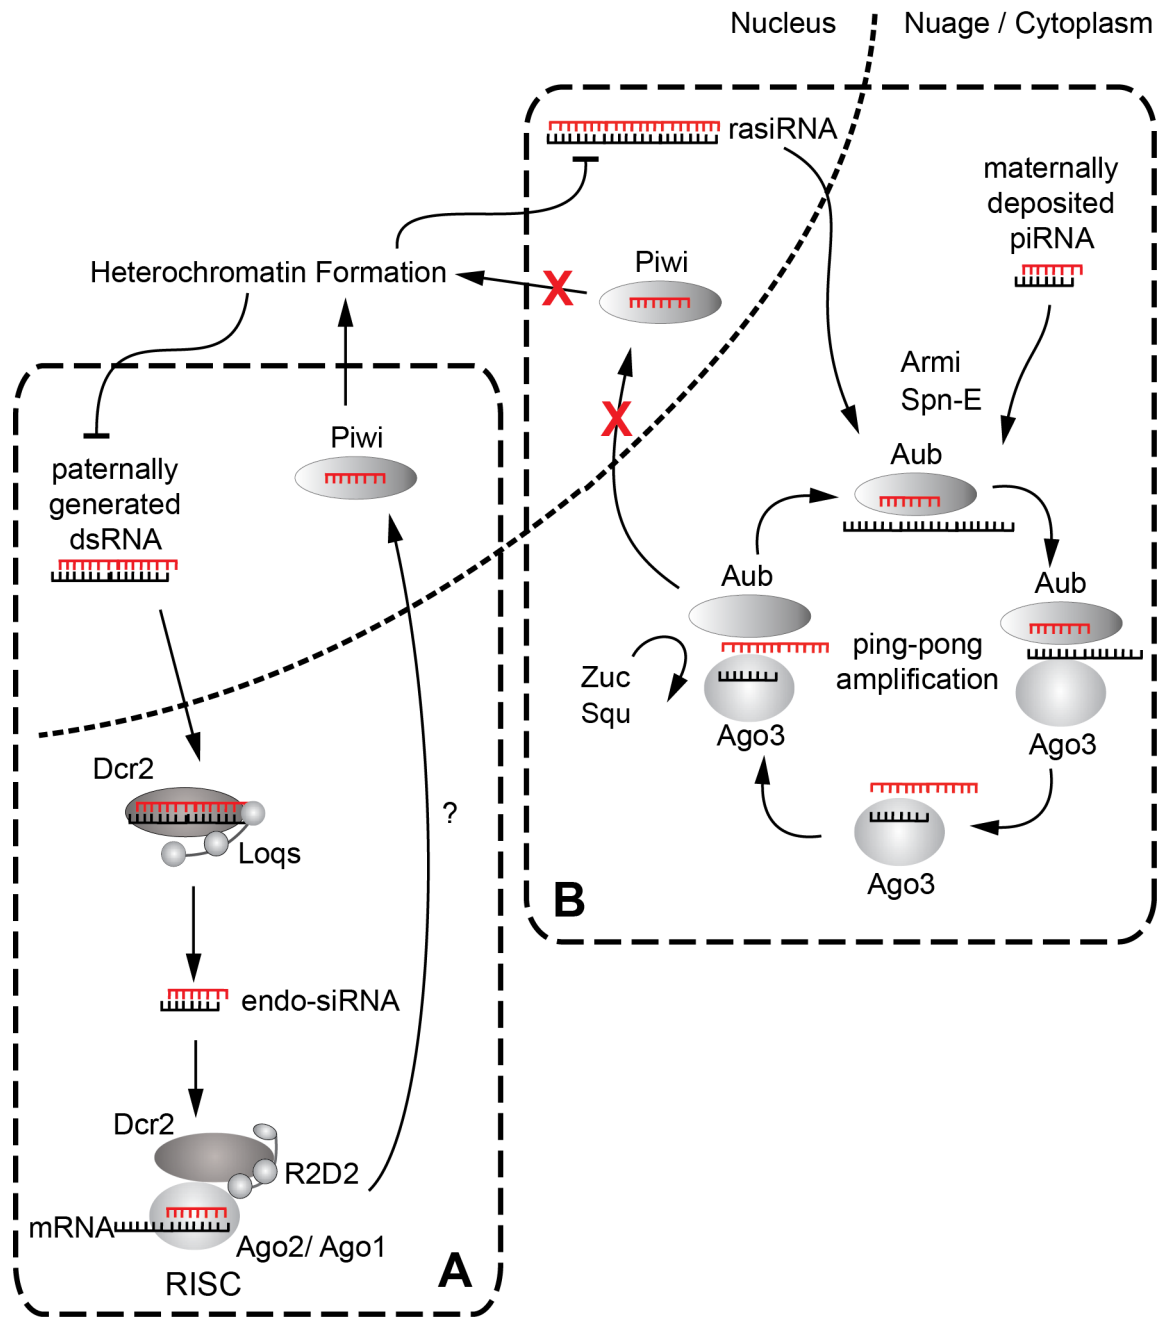 Nucleus
Nuage / Cytoplasm
rasiRNA
maternally
deposited
piRNA
Piwi
X
Heterochromatin Formation
Armi
Spn-E
X
Aub
Piwi
paternally
generated
dsRNA
Aub
Aub
ping-pong
amplification
Zuc
Squ
Ago3
Ago3
Dcr2
?
Loqs
Ago3
B
endo-siRNA
Dcr2
R2D2
mRNA
Ago2/ Ago1
RISC
A